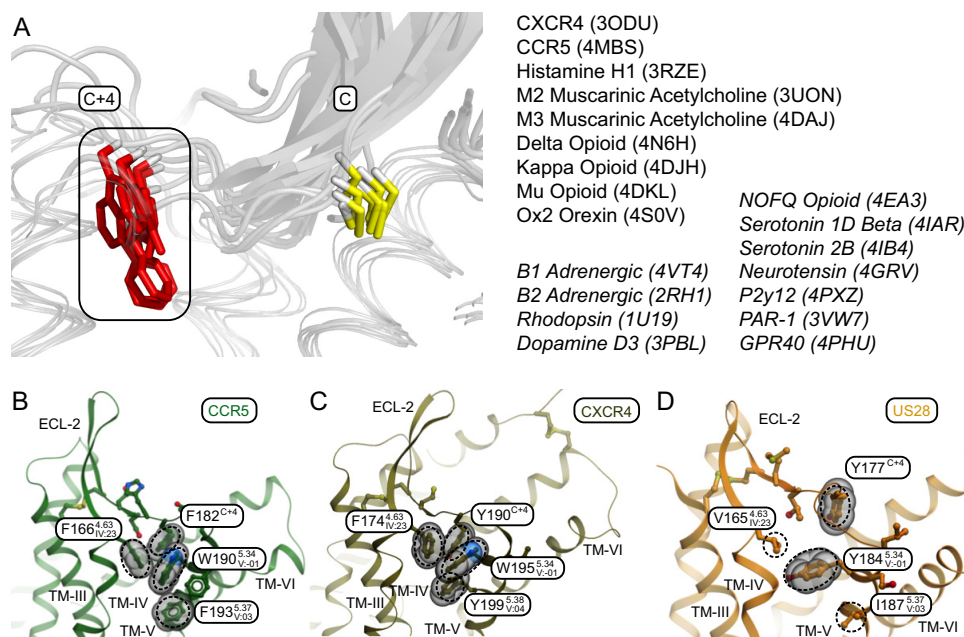 A
C+4
C
CXCR4 (3ODU)
CCR5 (4MBS)
Histamine H1 (3RZE)
M2 Muscarinic Acetylcholine (3UON)
M3 Muscarinic Acetylcholine (4DAJ)
Delta Opioid (4N6H)
Kappa Opioid (4DJH)
Mu Opioid (4DKL)
Ox2 Orexin (4S0V)
B1 Adrenergic (4VT4)
B2 Adrenergic (2RH1)
Rhodopsin (1U19)
Dopamine D3 (3PBL)
NOFQ Opioid (4EA3)
Serotonin 1D Beta (4IAR)
Serotonin 2B (4IB4)
Neurotensin (4GRV)
P2y12 (4PXZ)
PAR-1 (3VW7)
GPR40 (4PHU)
B
CCR5
ECL-2
F166 4.63 IV:23
F182 C+4
W190 5.34 V:-01
F193 5.37 V:03
TM-III
TM-IV
TM-V
TM-VI
C
CXCR4
ECL-2
F174 4.63 IV:23
Y190 C+4
W195 5.34 V:-01
Y199 5.38 V:04
TM-III
TM-IV
TM-V
TM-VI
D
US28
ECL-2
Y177 C+4
V165 4.63 IV:23
Y184 5.34 V:-01
I187 5.37 V:03
TM-III
TM-IV
TM-V
TM-VI